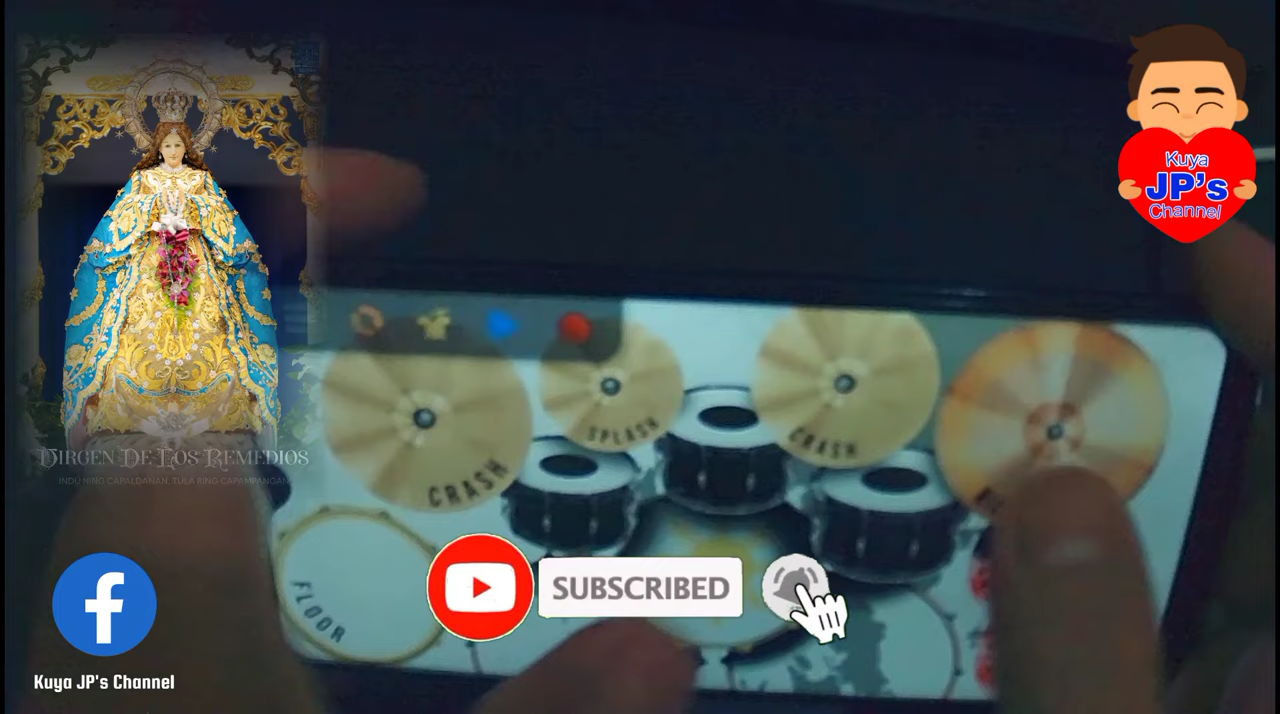 Kuya
JP's
Channel
SPLASH
CRASH
CRASH
VIRGEN DE LOS REMEDIOS
INDU NING CAPALDANAN, TULA RING CAPAMPANGAN
FLOOR
SUBSCRIBED
Kuya JP's Channel